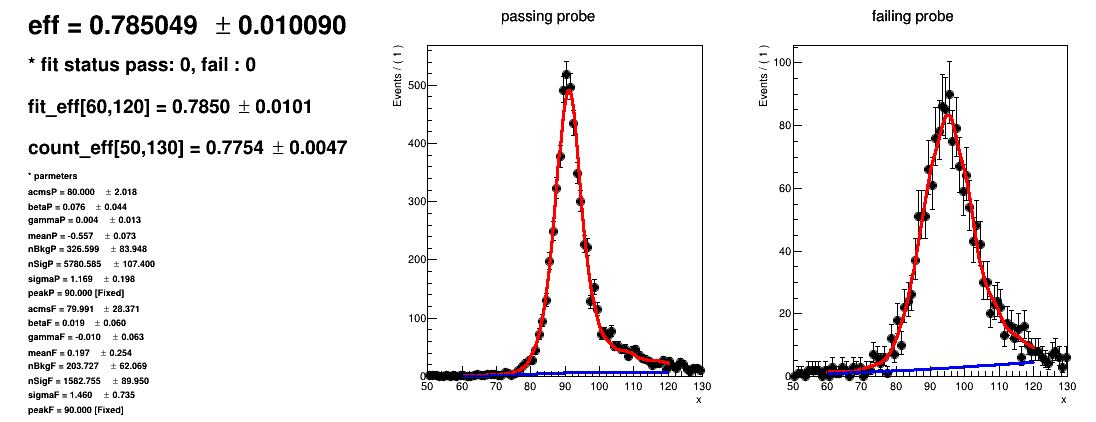 eff = 0.785049 ± 0.010090
* fit status pass: 0, fail : 0
fit_eff[60,120] = 0.7850 ± 0.0101
count_eff[50,130] = 0.7754 ± 0.0047
* parmeters
acmsP = 80.000 ± 2.018
betaP = 0.076 ± 0.044
gammaP = 0.004 ± 0.013
meanP = -0.557 ± 0.073
nBkgP = 326.599 ± 83.948
nSigP = 5780.585 ± 107.400
sigmaP = 1.169 ± 0.198
peakP = 90.000 [Fixed]
acmsF = 79.991 ± 28.371
betaF = 0.019 ± 0.060
gammaF = -0.010 ± 0.063
meanF = 0.197 ± 0.254
nBkgF = 203.727 ± 62.069
nSigF = 1582.755 ± 89.950
sigmaF = 1.460 ± 0.735
peakF = 90.000 [Fixed]
passing probe
Events / ( 1 )
500
400
300
200
100
0
50 60 70 80 90 100 110 120 130
x
failing probe
Events / ( 1 )
100
80
60
40
20
0
50 60 70 80 90 100 110 120 130
x